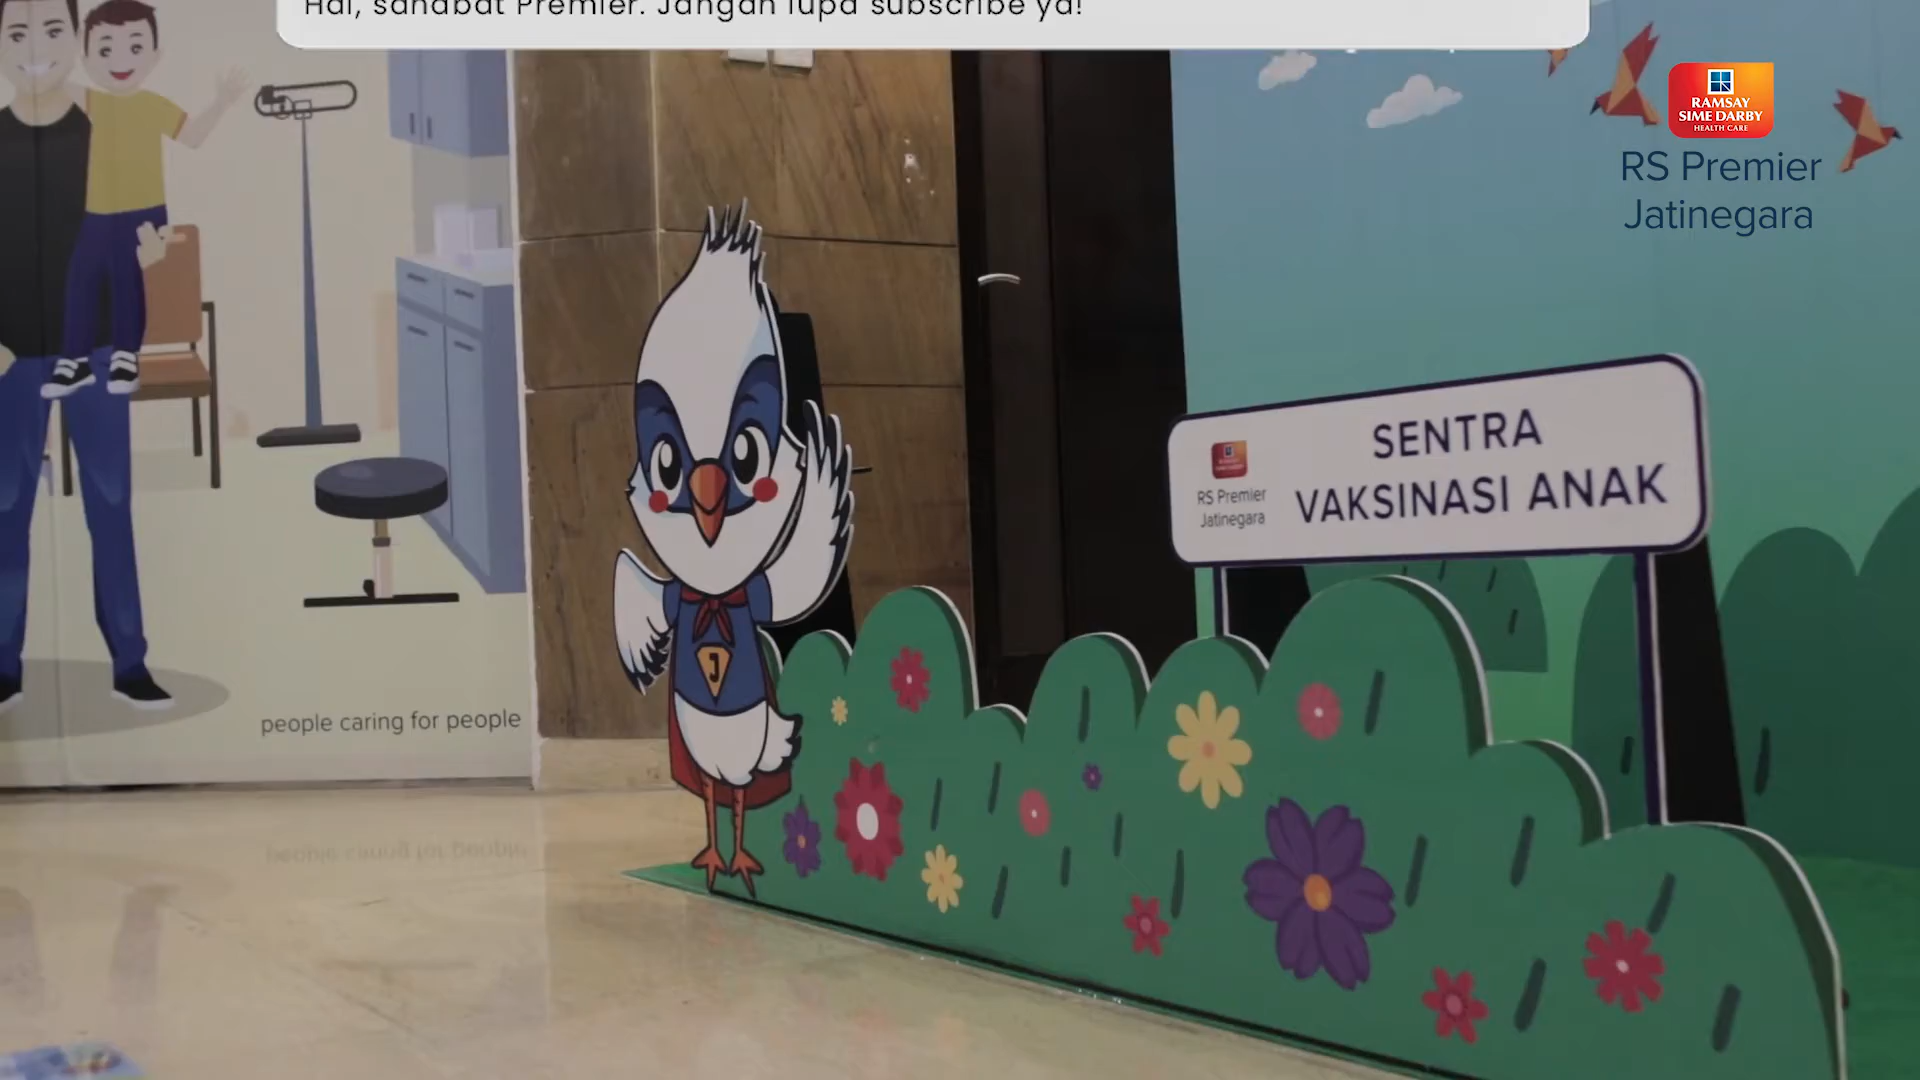 Hai, sahabat Premier. Jangan lupa subscribe ya!
RAMSAY
SIME DARBY
HEALTH CARE
RS Premier
Jatinegara
SENTRA
VAKSINASI ANAK
RS Premier
Jatinegara
J
people caring for people